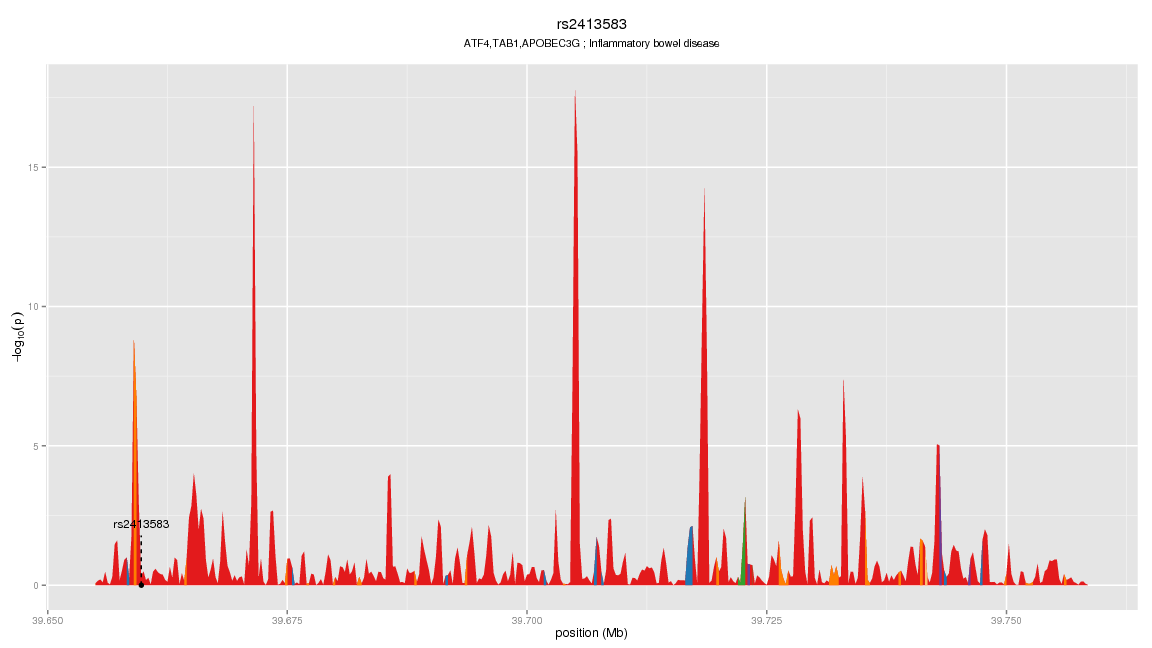 rs2413583
ATF4,TAB1,APOBEC3G ; Inflammatory bowel disease
15
10
5
0
−log10(p)
rs2413583
39.650
39.675
39.700
39.725
39.750
position (Mb)